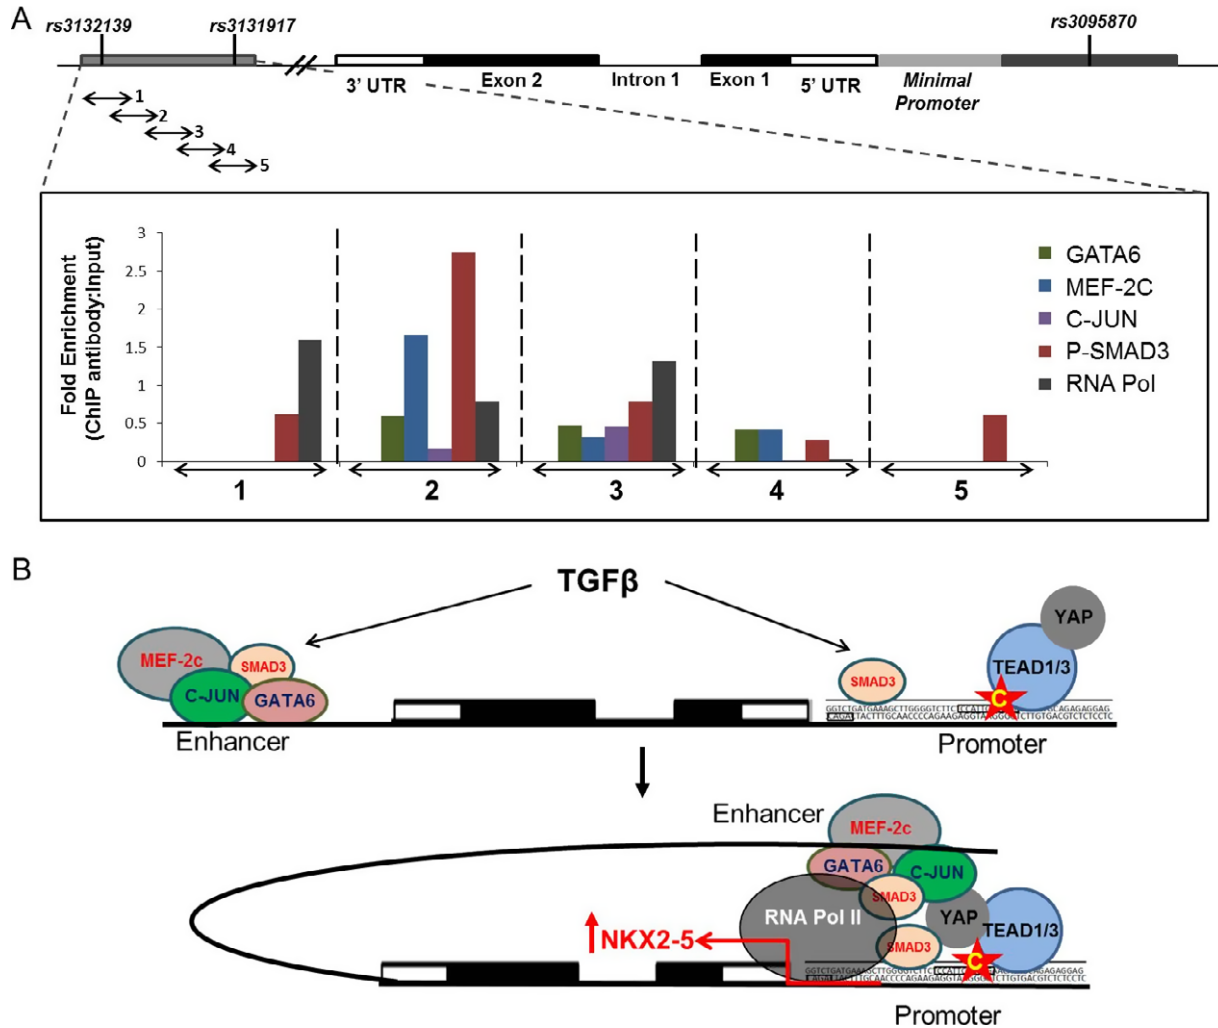 A
rs3132139
rs3131917
rs3095870
3' UTR
Exon 2
Intron 1
Exon 1
5' UTR
Minimal
Promoter
1
2
3
4
5
Fold Enrichment
(ChIP antibody:Input)
3
2.5
2
1.5
1
0.5
0
1
2
3
4
5
GATA6
MEF-2C
C-JUN
P-SMAD3
RNA Pol
B
TGFβ
MEF-2c
SMAD3
C-JUN
GATA6
Enhancer
SMAD3
YAP
TEAD1/3
C
GGTCTGATGAAAGCTTGGGGTCTTC
Promoter
Enhancer
MEF-2c
GATA6
C-JUN
SMAD3
RNA Pol II
YAP
TEAD1/3
SMAD3
C
NKX2-5
Promoter